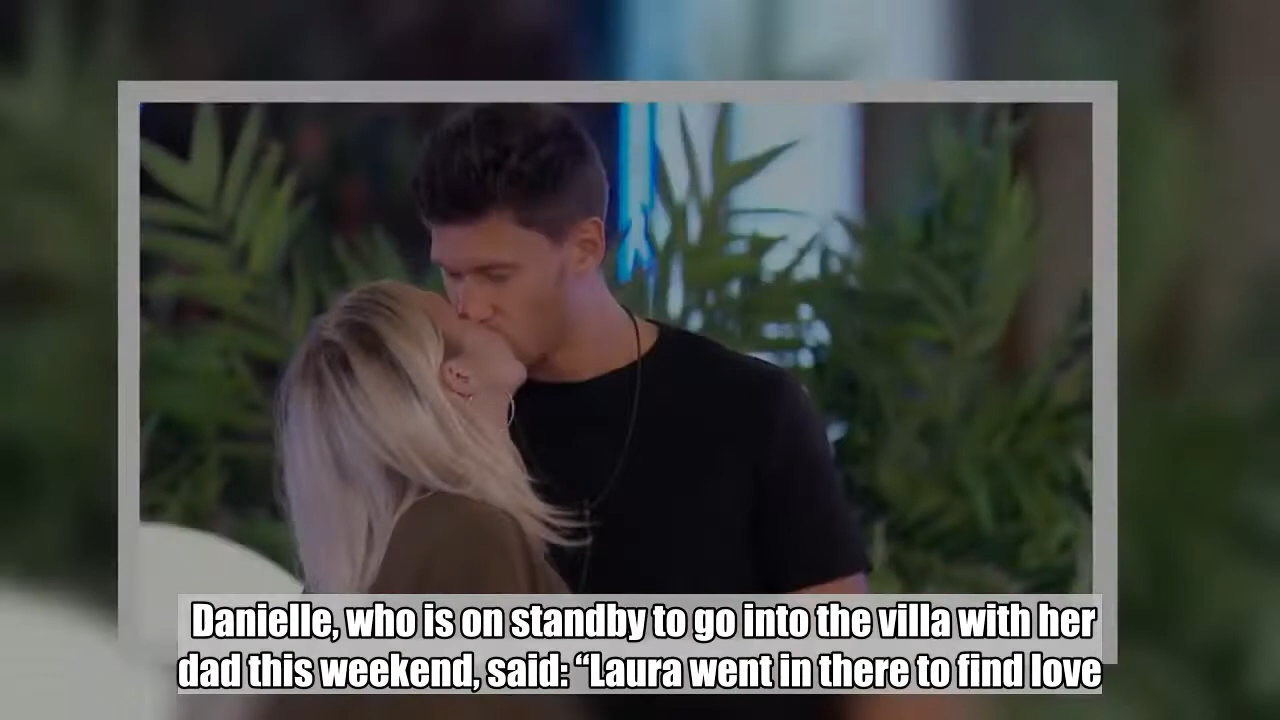 Danielle, who is on standby to go into the villa with her
dad this weekend, said: “Laura went in there to find love